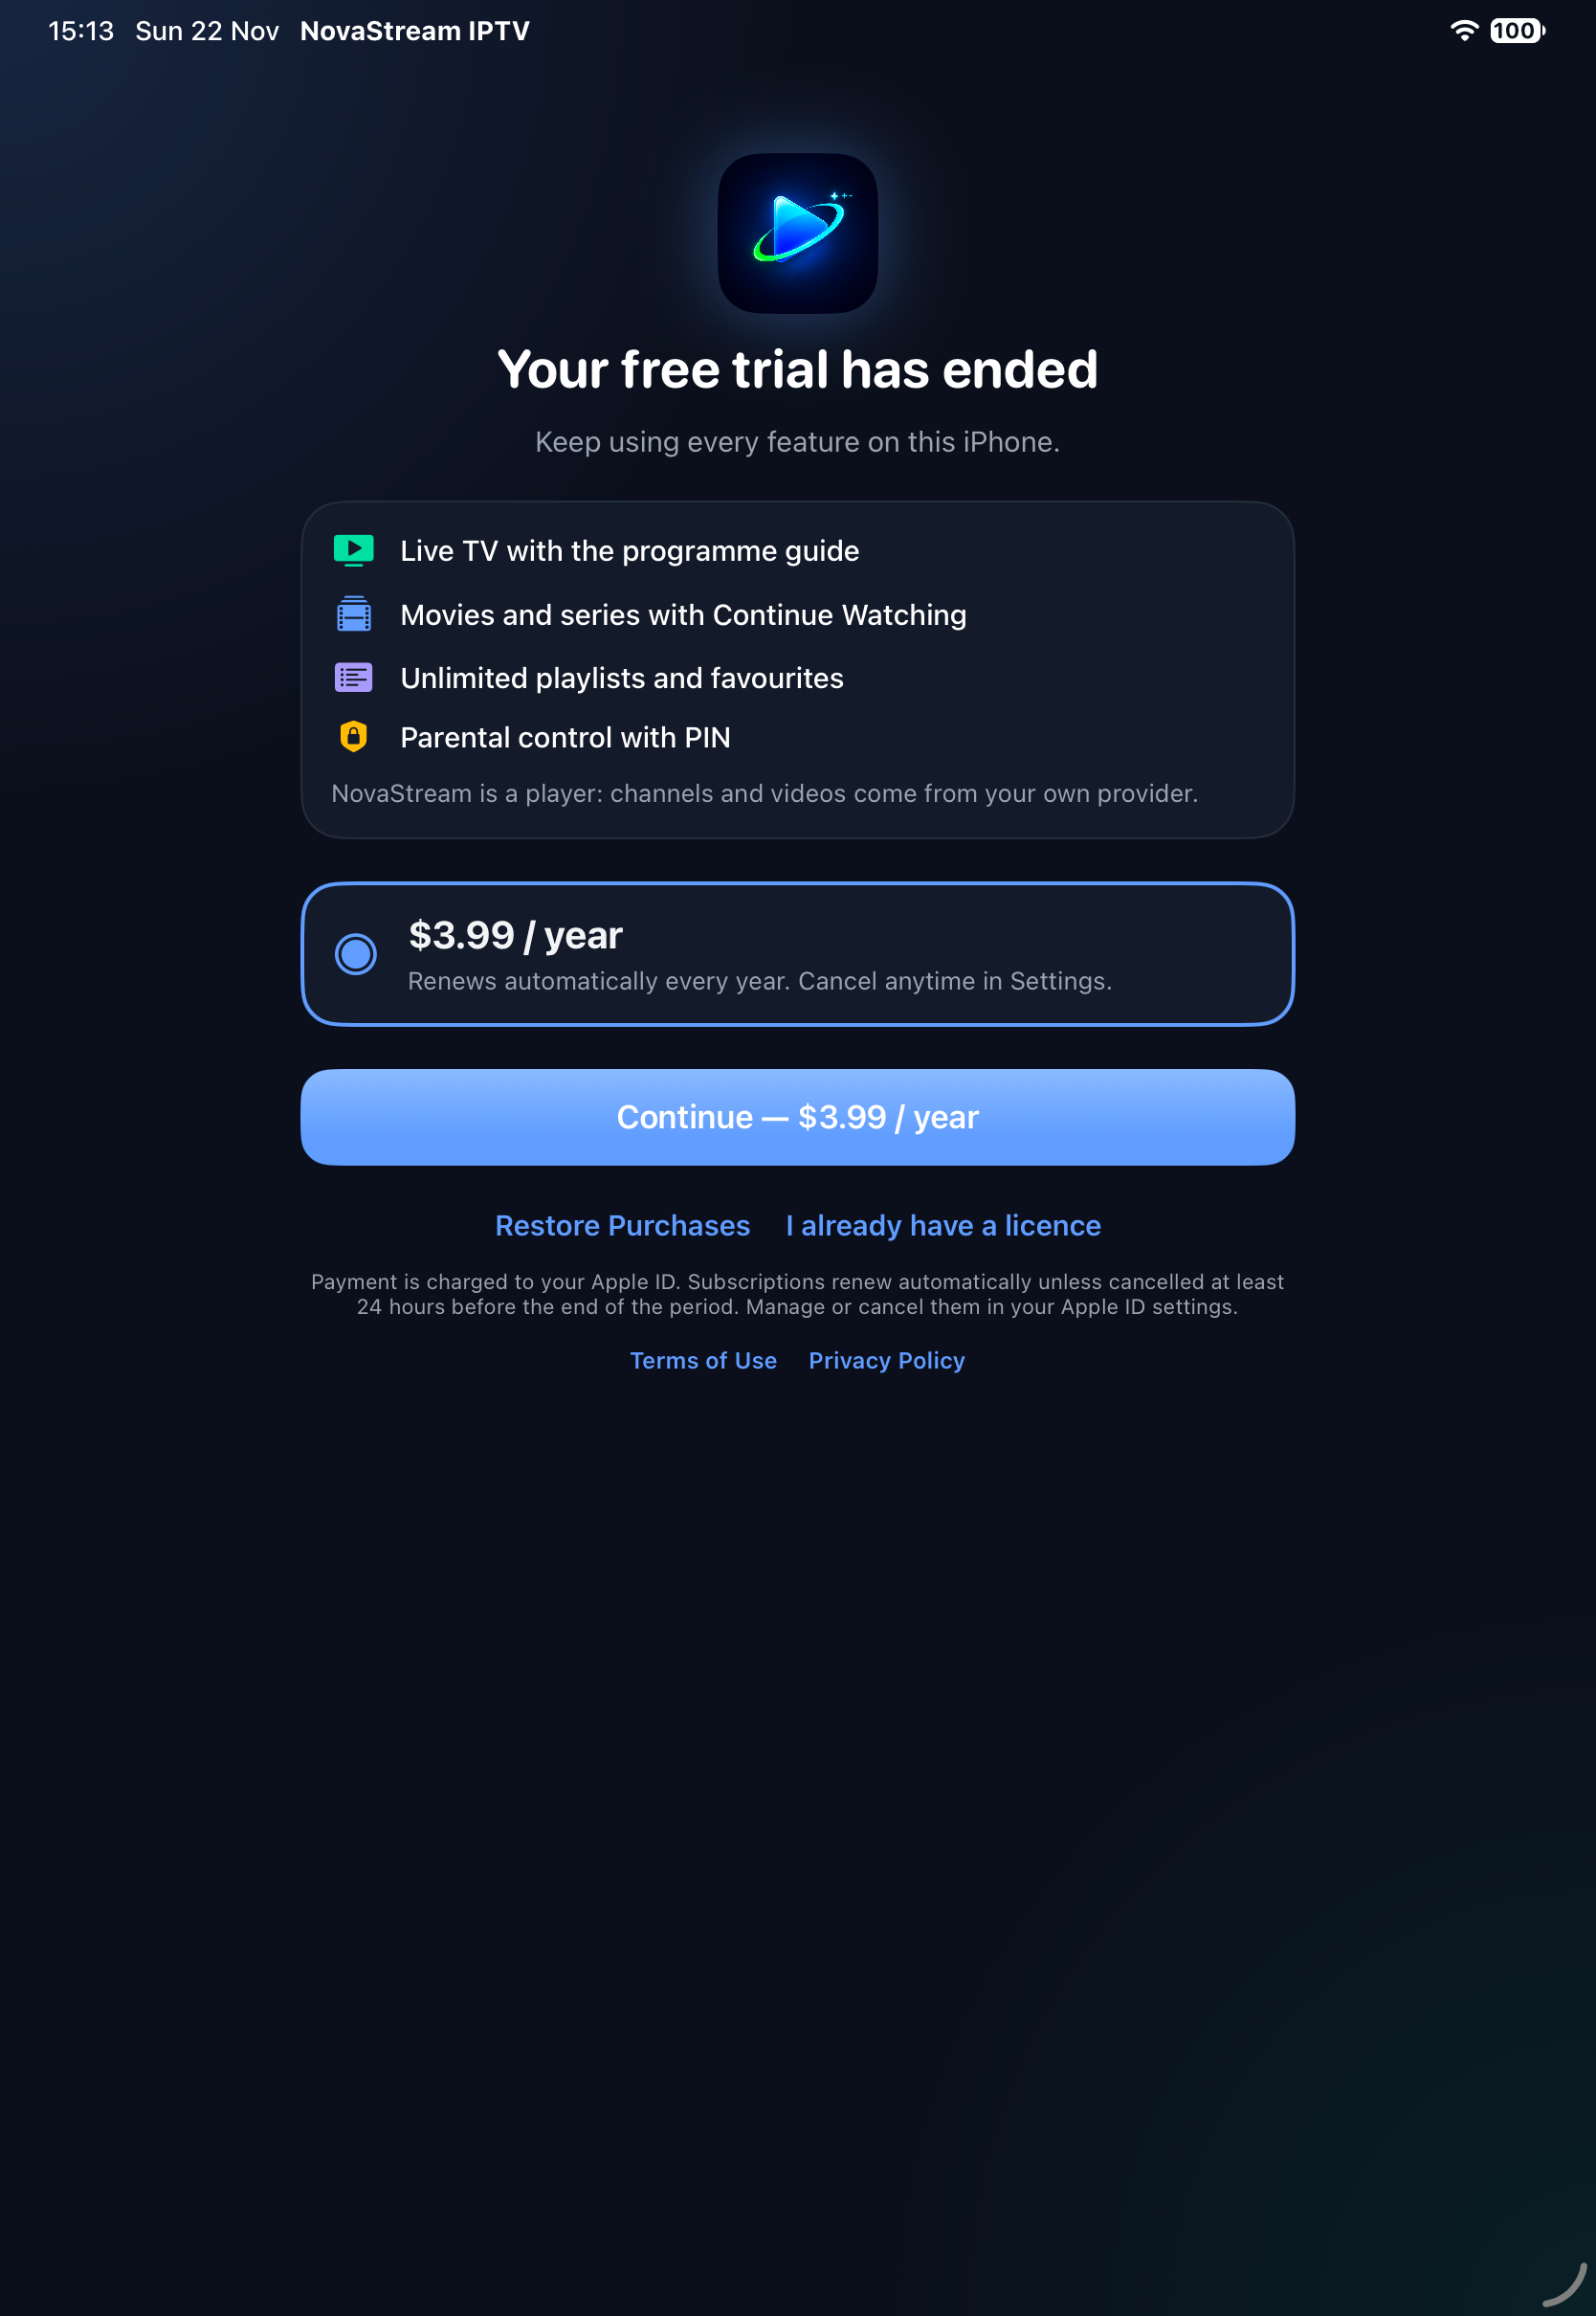 15:13 Sun 22 Nov NovaStream IPTV 100
Your free trial has ended
Keep using every feature on this iPhone.
Live TV with the programme guide
Movies and series with Continue Watching
Unlimited playlists and favourites
Parental control with PIN
NovaStream is a player: channels and videos come from your own provider.
$3.99 / year
Renews automatically every year. Cancel anytime in Settings.
Continue — $3.99 / year
Restore Purchases I already have a licence
Payment is charged to your Apple ID. Subscriptions renew automatically unless cancelled at least
24 hours before the end of the period. Manage or cancel them in your Apple ID settings.
Terms of Use Privacy Policy